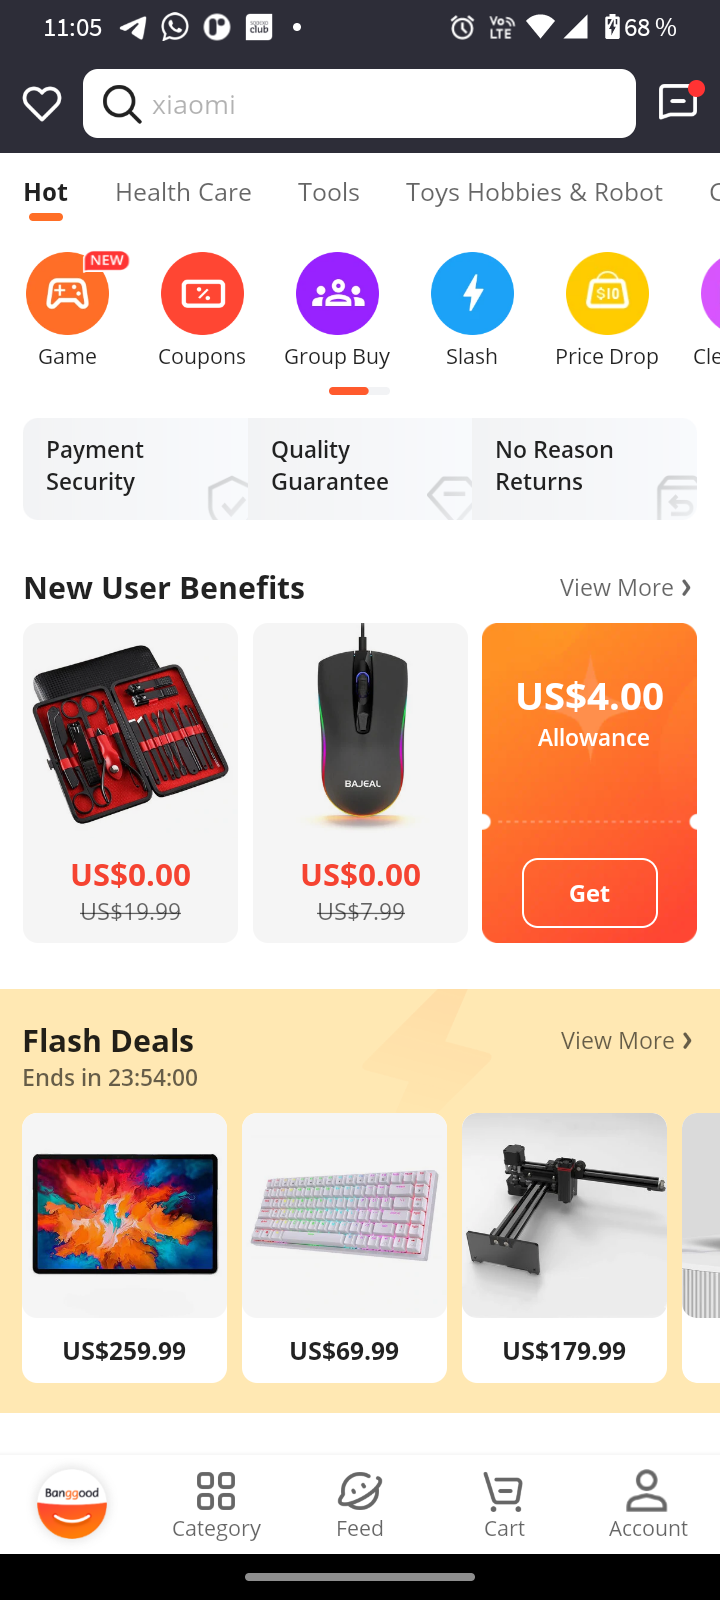 11:05
68 %
xiaomi
Hot
Health Care
Tools
Toys Hobbies & Robot
NEW
Game
Coupons
Group Buy
Slash
$10
Price Drop
Cle
Payment
Security
Quality
Guarantee
No Reason
Returns
New User Benefits
View More
BAJEAL
US$0.00
US$19.99
US$0.00
US$7.99
US$4.00
Allowance
Get
Flash Deals
View More
Ends in 23:54:00
US$259.99
US$69.99
US$179.99
Banggood
Category
Feed
Cart
Account